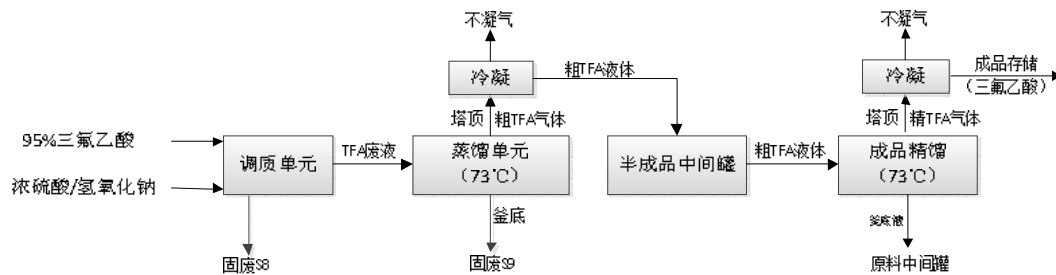 不凝气
不凝气
冷凝
粗TFA液体
冷凝
成品存储
（三氟乙酸）
塔顶
粗TFA气体
塔顶
精TFA气体
95%三氟乙酸
浓硫酸/氢氧化钠
调质单元
TFA废液
蒸馏单元
（73℃）
半成品中间罐
粗TFA液体
成品精馏
（73℃）
釜底
釜底液
固废S8
固废S9
原料中间罐